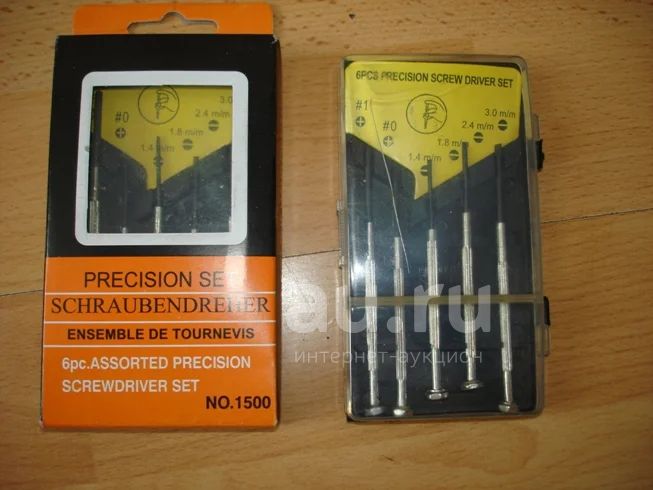 3.0
2.4 m/m
#0
1.8 m/m
1.4 m/m
PRECISION SET
SCHRAUBENDREHER
ENSEMBLE DE TOURNEVIS
6pc.ASSORTED PRECISION
SCREWDRIVER SET
NO.1500
6PCS PRECISION SCREW DRIVER SET
#1
#0
3.0 m/m
2.4 m/m
1.8 m/m
1.4 m/m
au.ru
интернет-аукцион